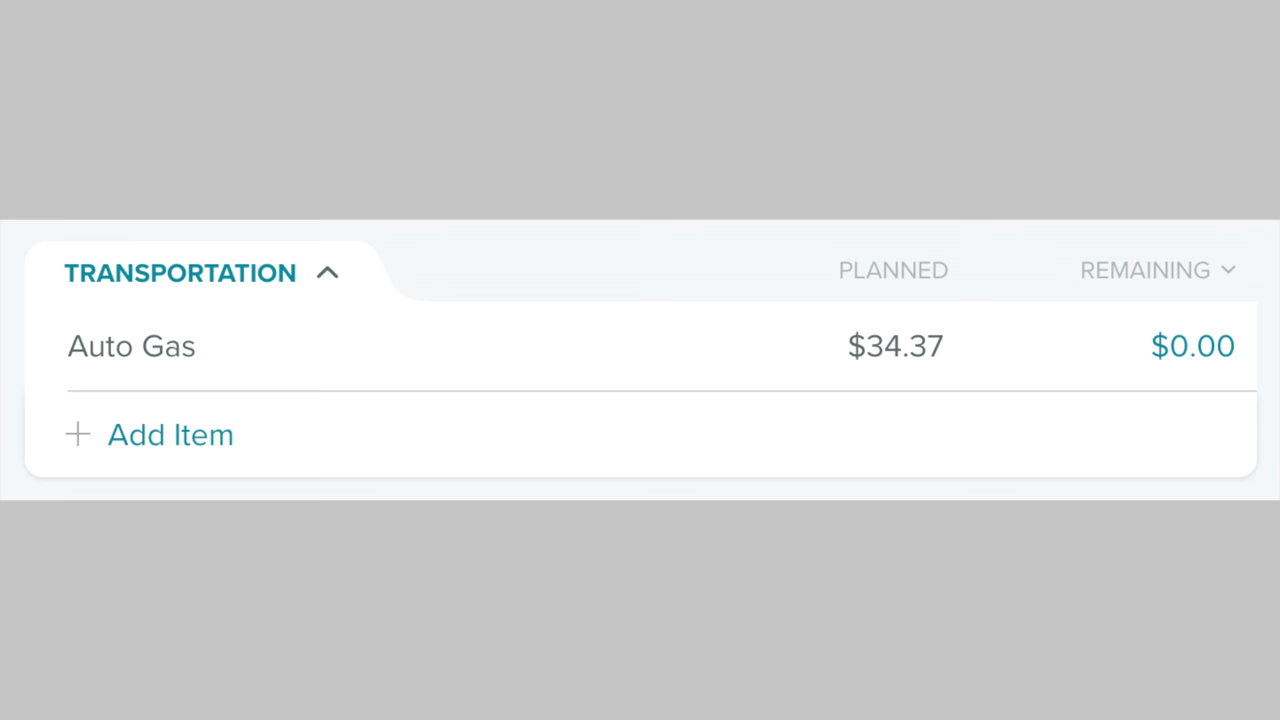 TRANSPORTATION PLANNED REMAINING
Auto Gas $34.37 $0.00
+ Add Item